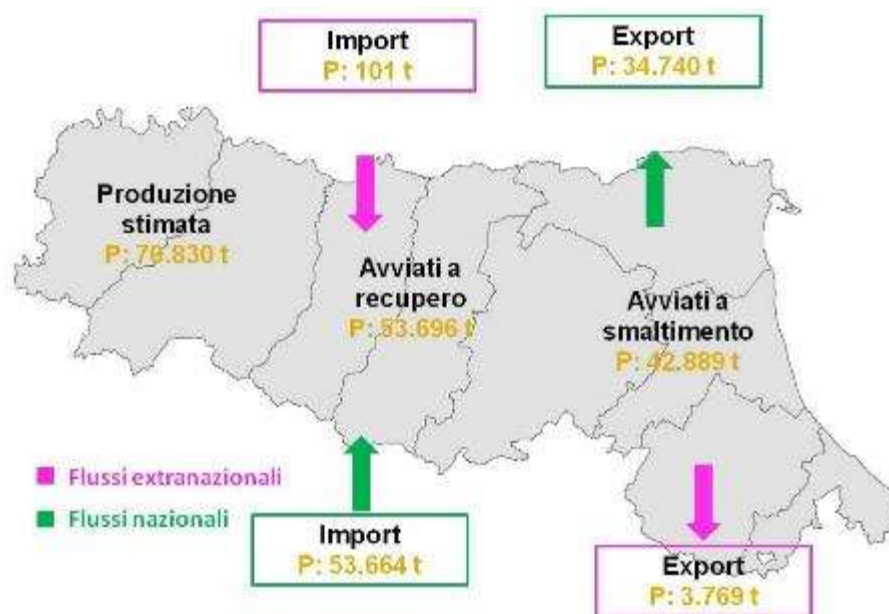 Import
P: 101 t
Export
P: 34.740 t
Produzione
stimata
P: 79.830 t
Avviati a
recupero
P: 53.696 t
Avviati a
smaltimento
P: 42.889 t
Flussi extranazionali
Flussi nazionali
Import
P: 53.664 t
Export
P: 3.769 t